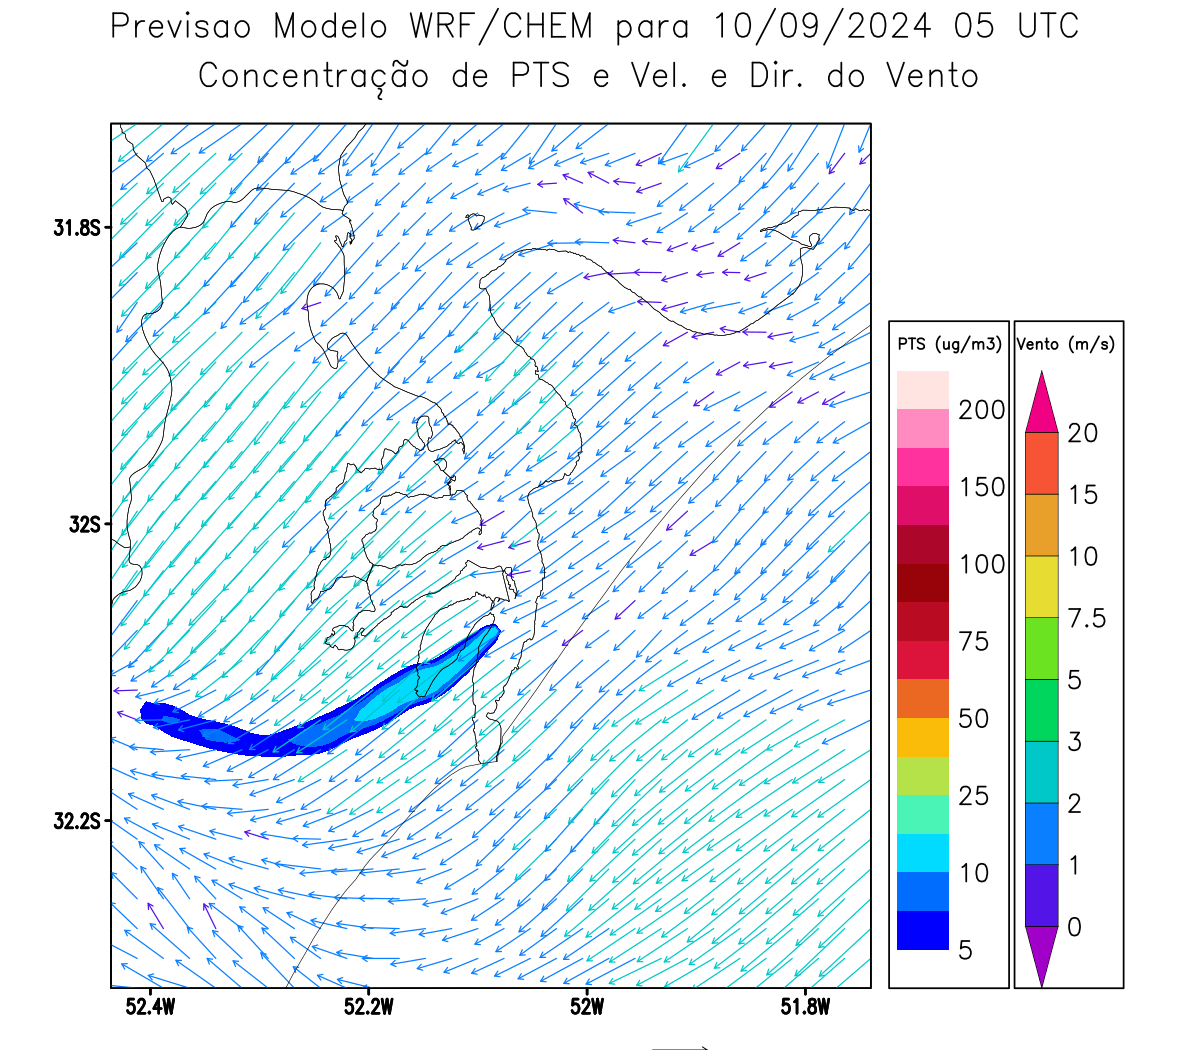 Previsao Modelo WRF/CHEM para 10/09/2024 05 UTC
Concentração de PTS e Vel. e Dir. do Vento
31.8S
32S
32.2S
52.4W
52.2W
52W
51.8W
PTS (ug/m3)
200
150
100
75
50
25
10
5
Vento (m/s)
20
15
10
7.5
5
3
2
1
0